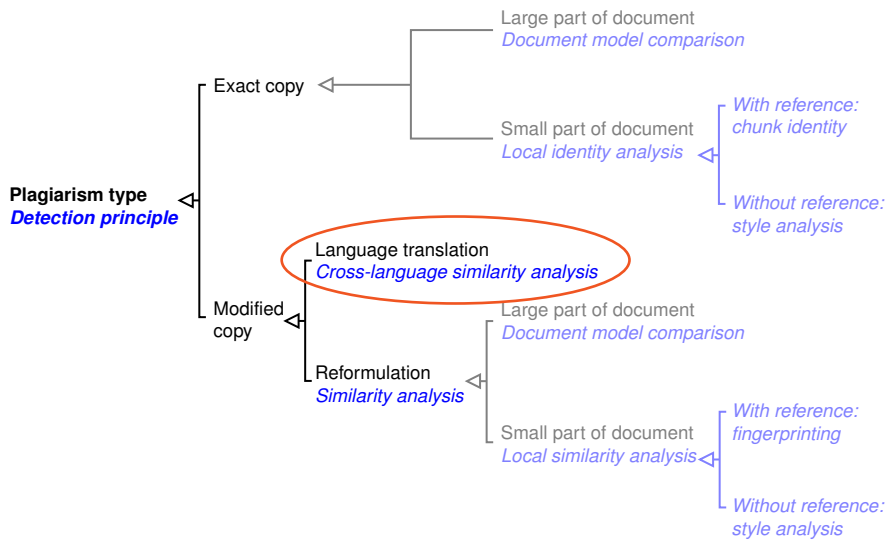 Large part of document
Document model comparison
Exact copy
With reference:
chunk identity
Small part of document
Local identity analysis
Plagiarism type
Detection principle
Without reference:
style analysis
Language translation
Cross-language similarity analysis
Modified
copy
Large part of document
Document model comparison
Reformulation
Similarity analysis
With reference:
fingerprinting
Small part of document
Local similarity analysis
Without reference:
style analysis